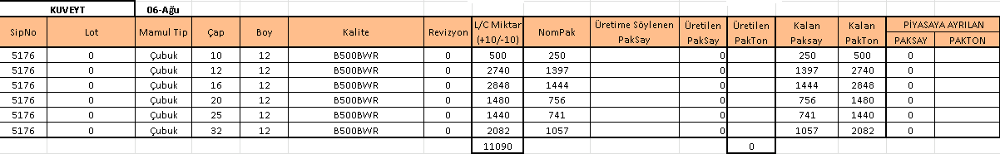 KUVEYT 06-Ağu
SipNo Lot Mamul Tip Çap Boy Kalite Revizyon L/C Miktar (+10/-10) NomPak Üretime Söylenen PakSay Üretilen PakSay Üretilen PakTon Kalan Paksay Kalan PakTon PİYASAYA AYRILAN PAKSAY PAKTON
5176 0 Çubuk 10 12 B500BWR 0 500 250 0 250 500 0
5176 0 Çubuk 12 12 B500BWR 0 2740 1397 0 1397 2740 0
5176 0 Çubuk 16 12 B500BWR 0 2848 1444 0 1444 2848 0
5176 0 Çubuk 20 12 B500BWR 0 1480 756 0 756 1480 0
5176 0 Çubuk 25 12 B500BWR 0 1440 741 0 741 1440 0
5176 0 Çubuk 32 12 B500BWR 0 2082 1057 0 1057 2082 0
11090 0